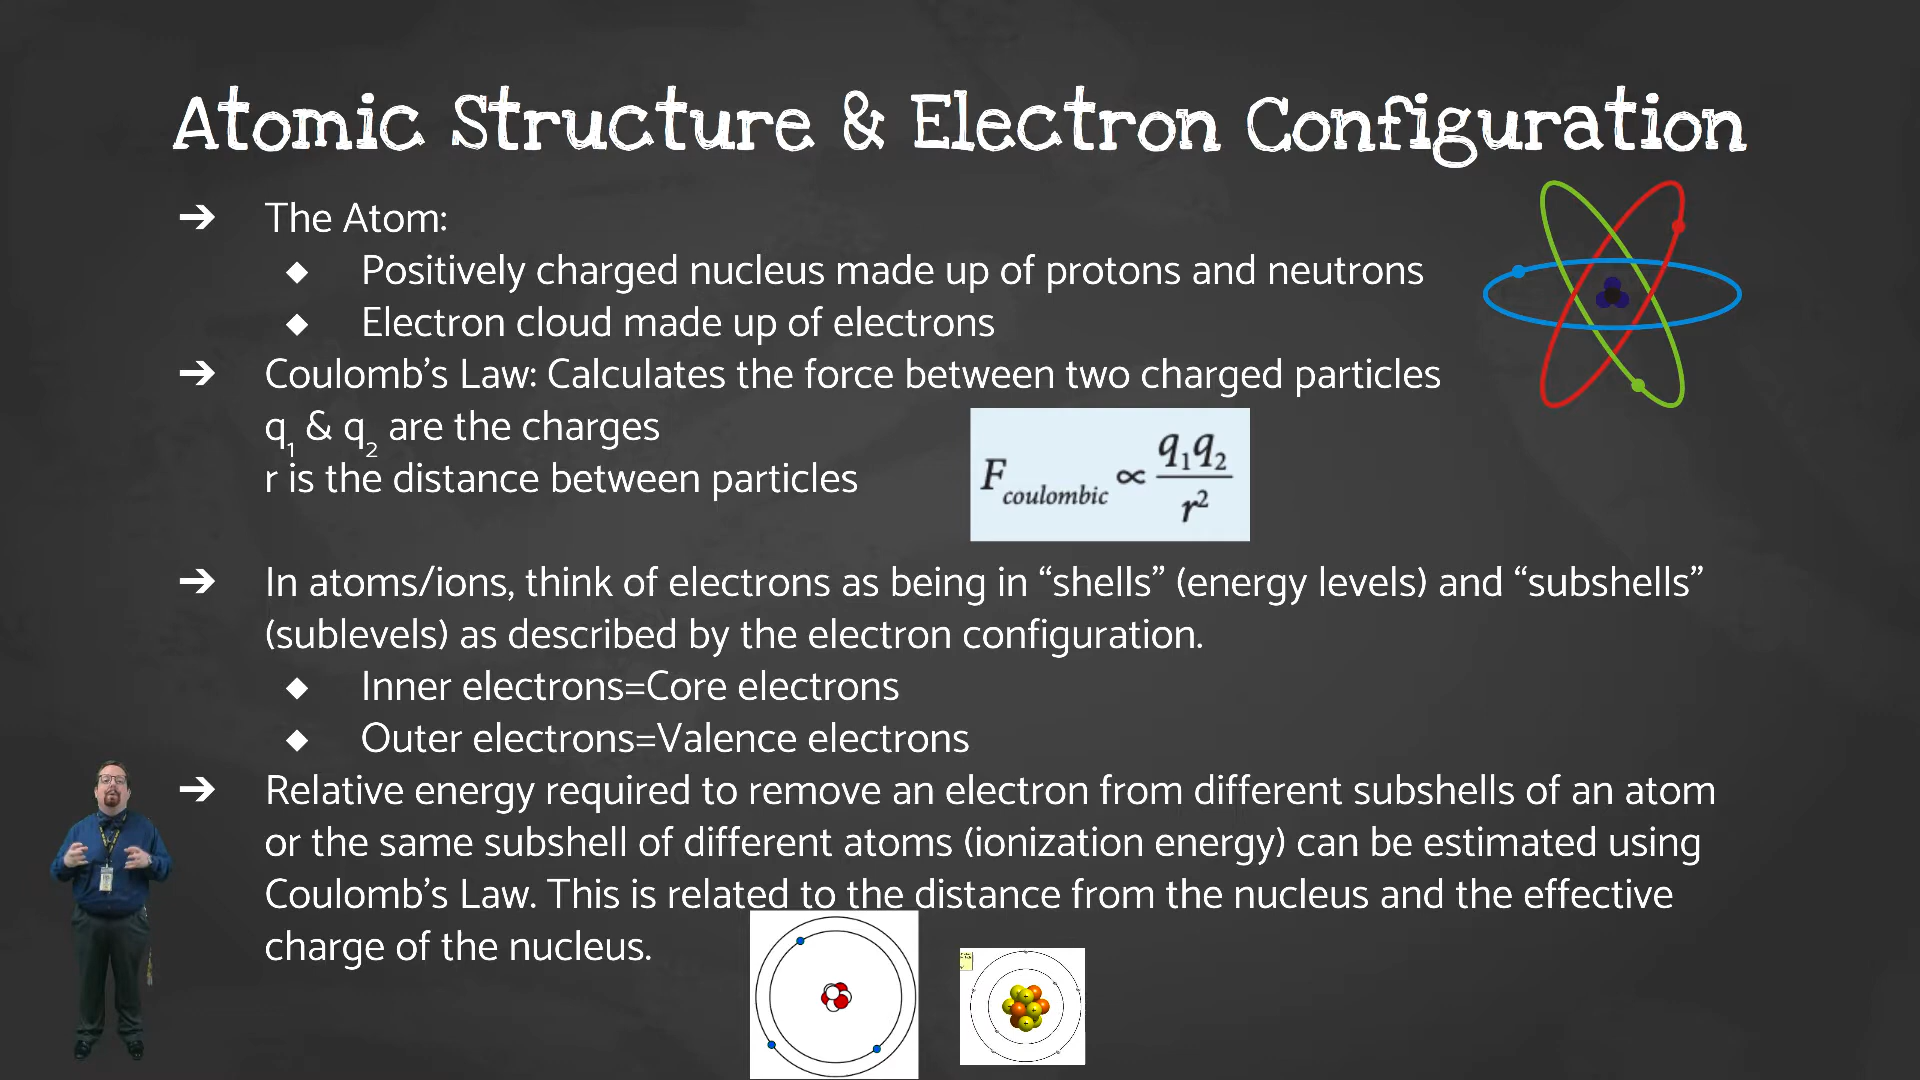 Atomic Structure & Electron Configuration
➔ The Atom:
◆ Positively charged nucleus made up of protons and neutrons
◆ Electron cloud made up of electrons
➔ Coulomb’s Law: Calculates the force between two charged particles
q₁ & q₂ are the charges
r is the distance between particles
F_coulombic ∝ q₁q₂ / r²
➔ In atoms/ions, think of electrons as being in “shells” (energy levels) and “subshells”
(sublevels) as described by the electron configuration.
◆ Inner electrons=Core electrons
◆ Outer electrons=Valence electrons
➔ Relative energy required to remove an electron from different subshells of an atom
or the same subshell of different atoms (ionization energy) can be estimated using
Coulomb’s Law. This is related to the distance from the nucleus and the effective
charge of the nucleus.